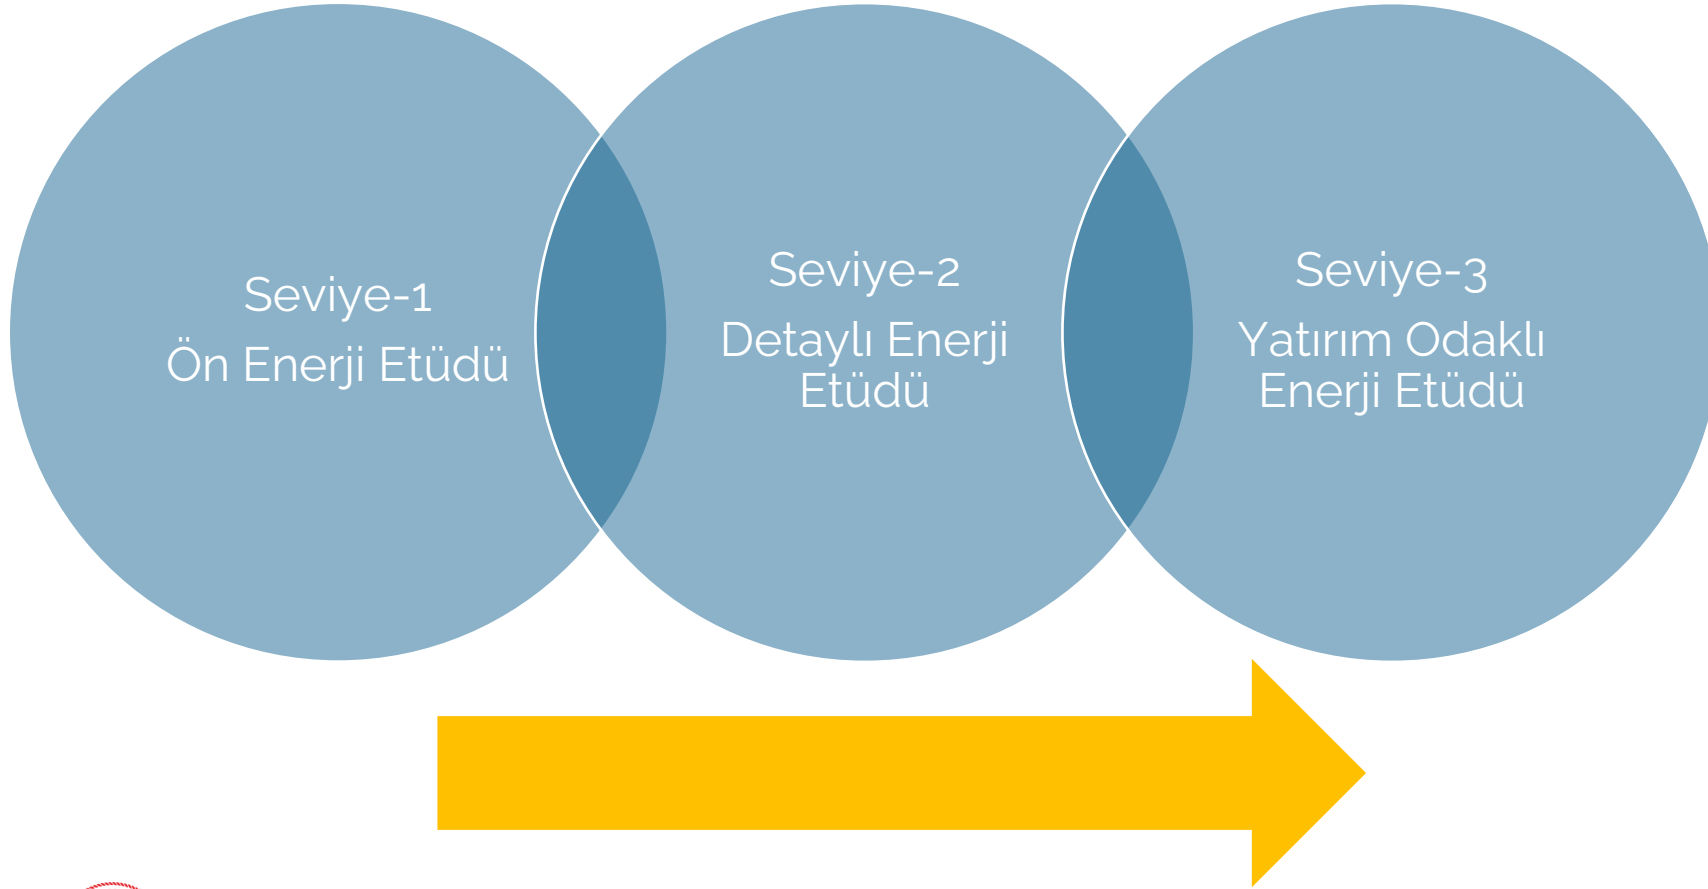 Seviye-1
Ön Enerji Etüdü
Seviye-2
Detaylı Enerji
Etüdü
Seviye-3
Yatırım Odaklı
Enerji Etüdü